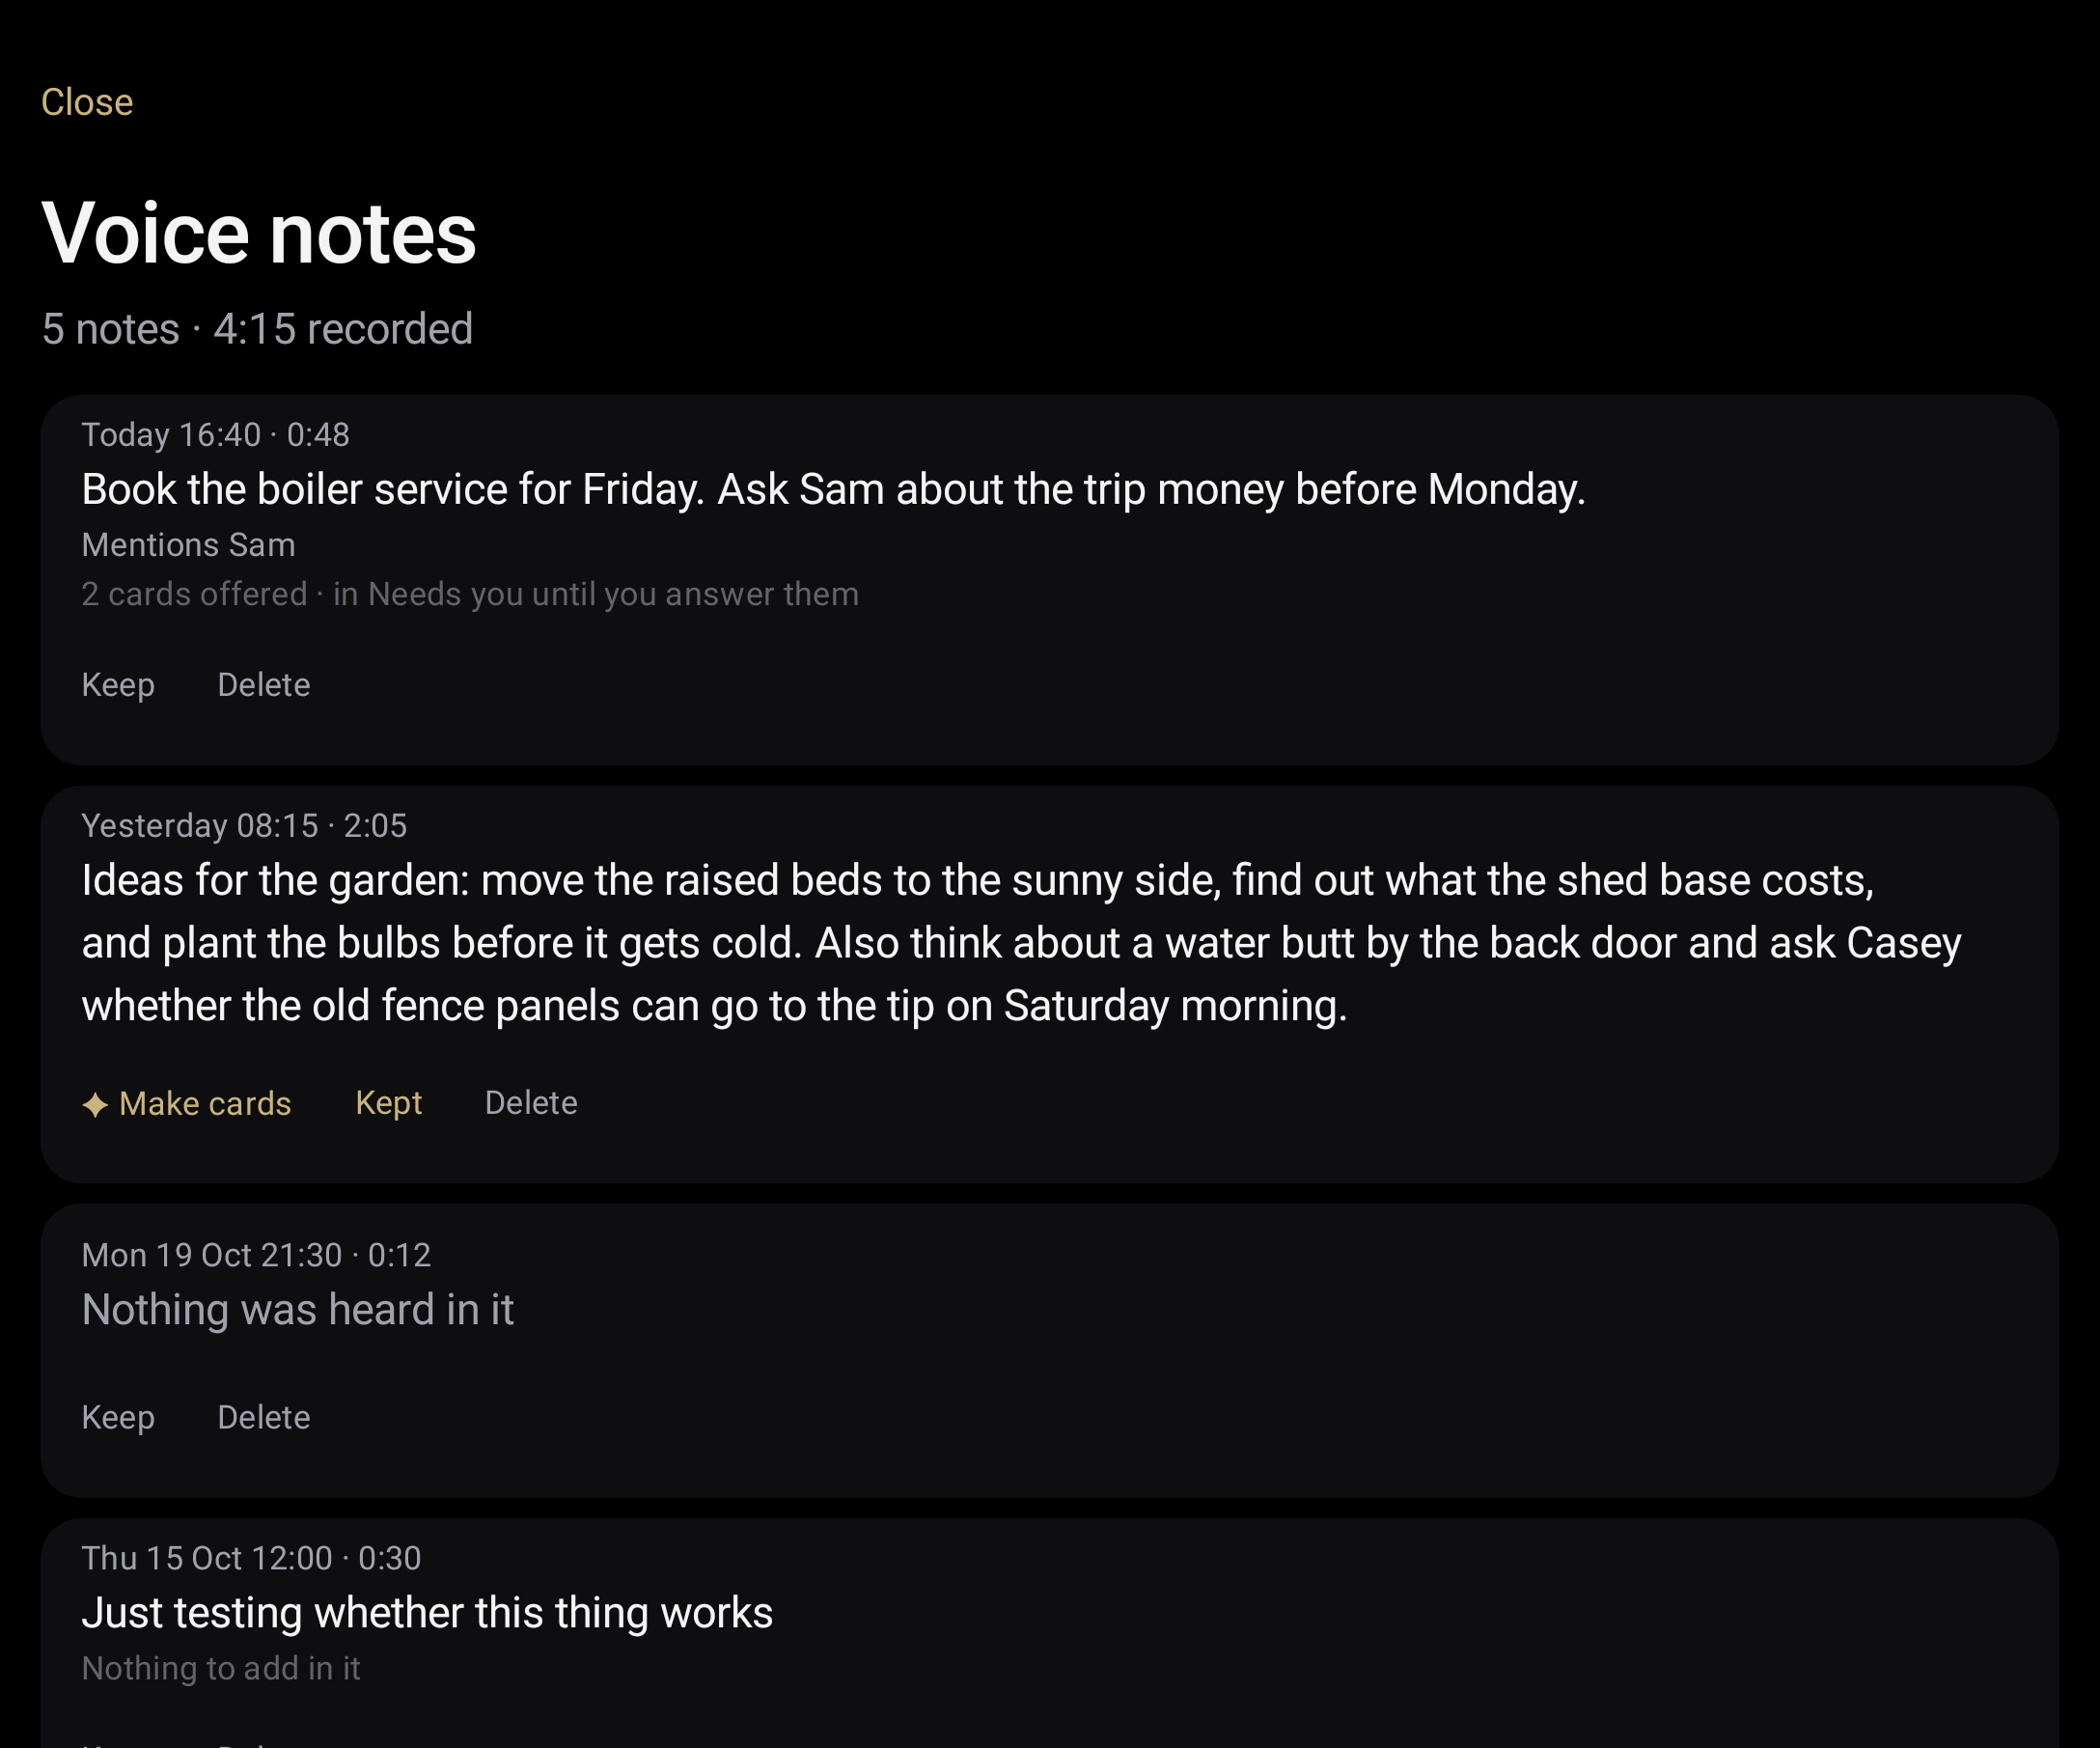 Close
Voice notes
5 notes · 4:15 recorded
Today 16:40 · 0:48
Book the boiler service for Friday. Ask Sam about the trip money before Monday.
Mentions Sam
2 cards offered · in Needs you until you answer them
Keep Delete
Yesterday 08:15 · 2:05
Ideas for the garden: move the raised beds to the sunny side, find out what the shed base costs,
and plant the bulbs before it gets cold. Also think about a water butt by the back door and ask Casey
whether the old fence panels can go to the tip on Saturday morning.
Make cards Kept Delete
Mon 19 Oct 21:30 · 0:12
Nothing was heard in it
Keep Delete
Thu 15 Oct 12:00 · 0:30
Just testing whether this thing works
Nothing to add in it